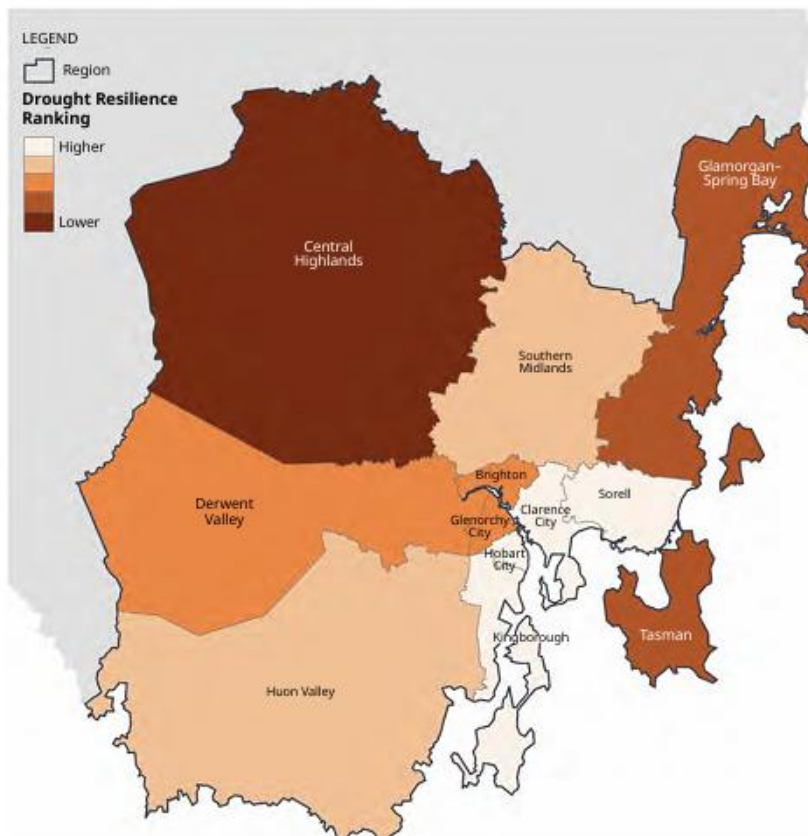 LEGEND
Region
Drought Resilience
Ranking
Higher
Lower
Glamorgan–
Spring Bay
Central
Highlands
Southern
Midlands
Brighton
Derwent
Valley
Glenorchy
City
Clarence
City
Sorell
Hobart
City
Kingborough
Tasman
Huon Valley